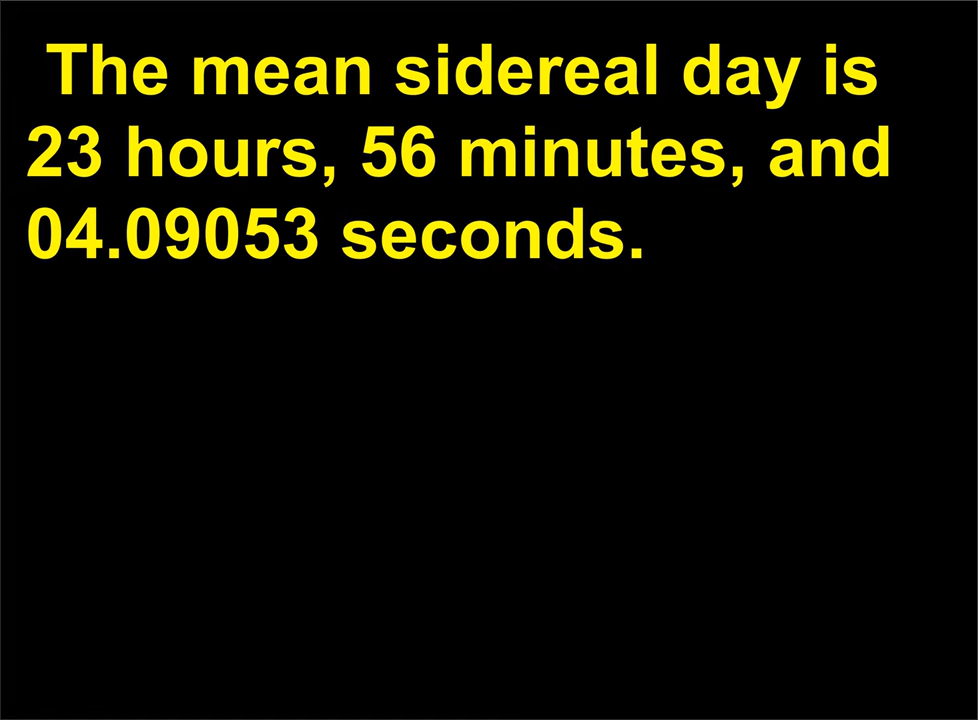 The mean sidereal day is
23 hours, 56 minutes, and
04.09053 seconds.